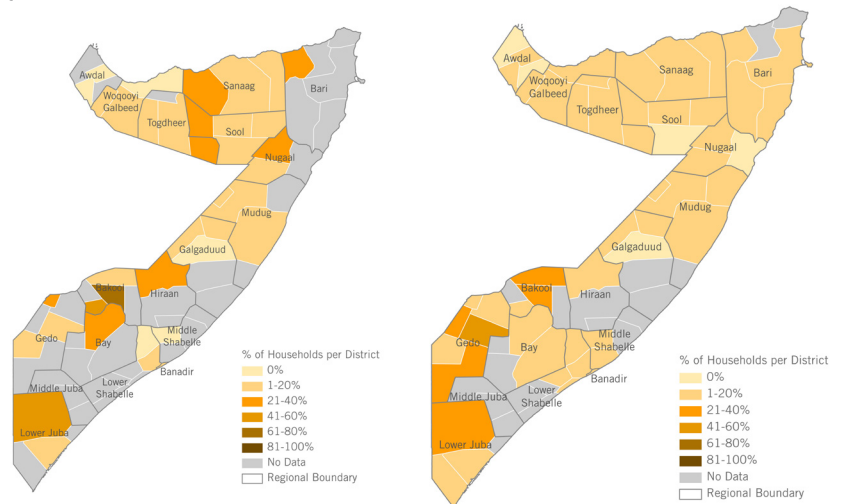 Awdal
Woqooyi
Galbeed
Togdheer
Sanaag
Sool
Bari
Nugaal
Mudug
Galgaduud
Hiraan
Bakool
Bay
Gedo
Middle
Shabelle
Banadir
Lower
Shabelle
Middle Juba
Lower Juba
% of Households per District
0%
1-20%
21-40%
41-60%
61-80%
81-100%
No Data
Regional Boundary
Awdal
Woqooyi
Galbeed
Togdheer
Sanaag
Sool
Bari
Nugaal
Mudug
Galgaduud
Hiraan
Bakool
Bay
Gedo
Middle
Shabelle
Banadir
Lower
Shabelle
Middle Juba
Lower Juba
% of Households per District
0%
1-20%
21-40%
41-60%
61-80%
81-100%
No Data
Regional Boundary